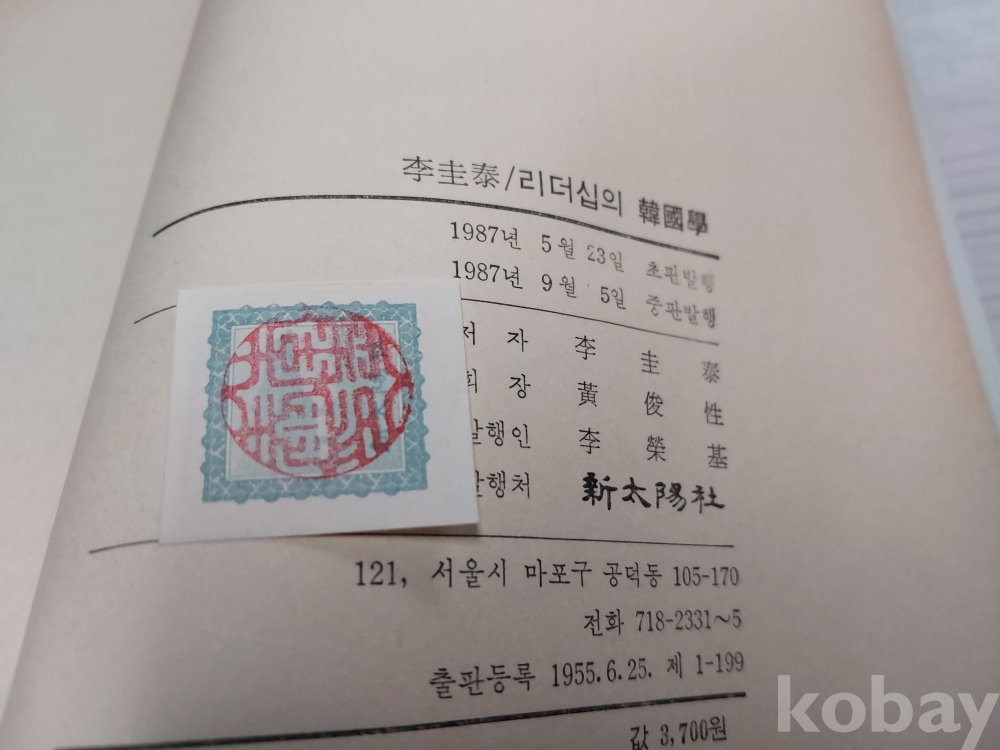 李圭泰/리더십의 韓國學
1987년 5월 23일 초판발행
1987년 9월 5일 중판발행
저 자 李 圭 泰
회 장 黃 俊 性
발행인 李 榮 基
발행처 新太陽社
121, 서울시 마포구 공덕동 105-170
전화 718-2331~5
출판등록 1955.6.25. 제 1-199
값 3,700원
kobay